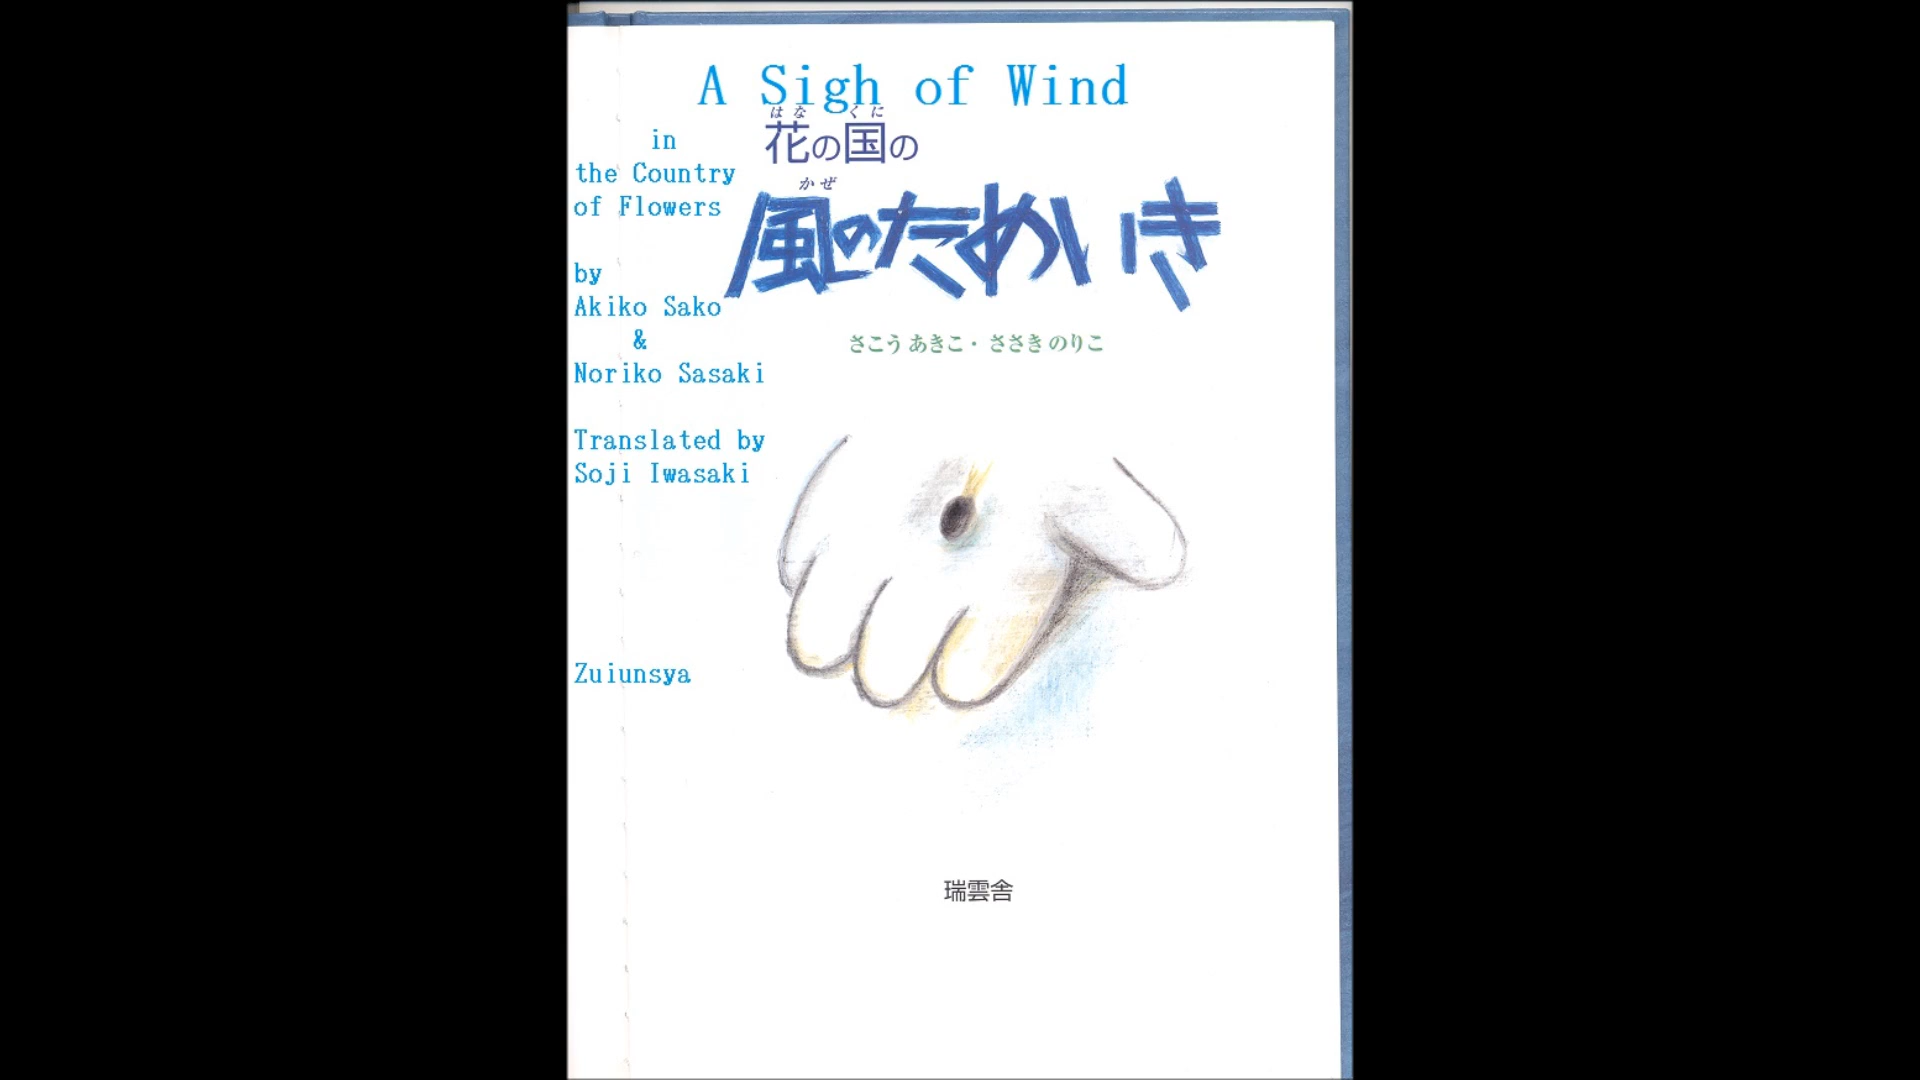 A Sigh of Wind
in
the Country
of Flowers
by
Akiko Sako
&
Noriko Sasaki
Translated by
Soji Iwasaki
Zuiunsya
はな くに
花の国の
かぜ
風のためいき
さこう あきこ・ささき のりこ
瑞雲舎